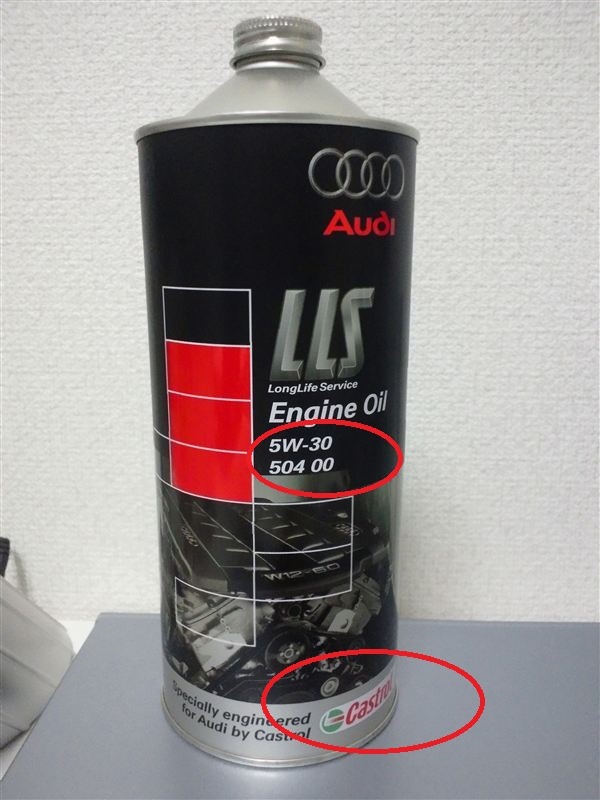 Audi
LLS
LongLife Service
Engine Oil
5W-30
504 00
W12-60
Specially engineered
for Audi by Castrol
Castrol